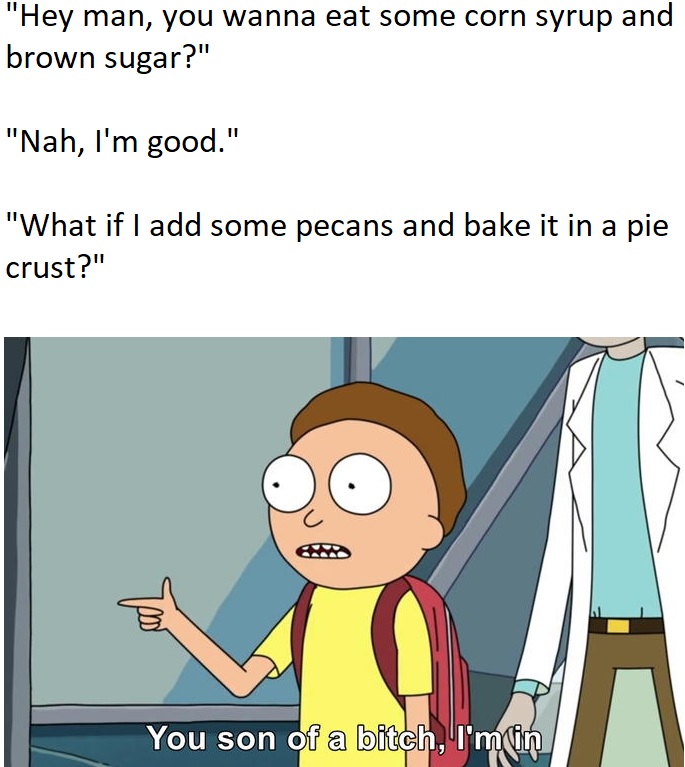 "Hey man, you wanna eat some corn syrup and
brown sugar?"
"Nah, I'm good."
"What if I add some pecans and bake it in a pie
crust?"
You son of a bitch, I'm in